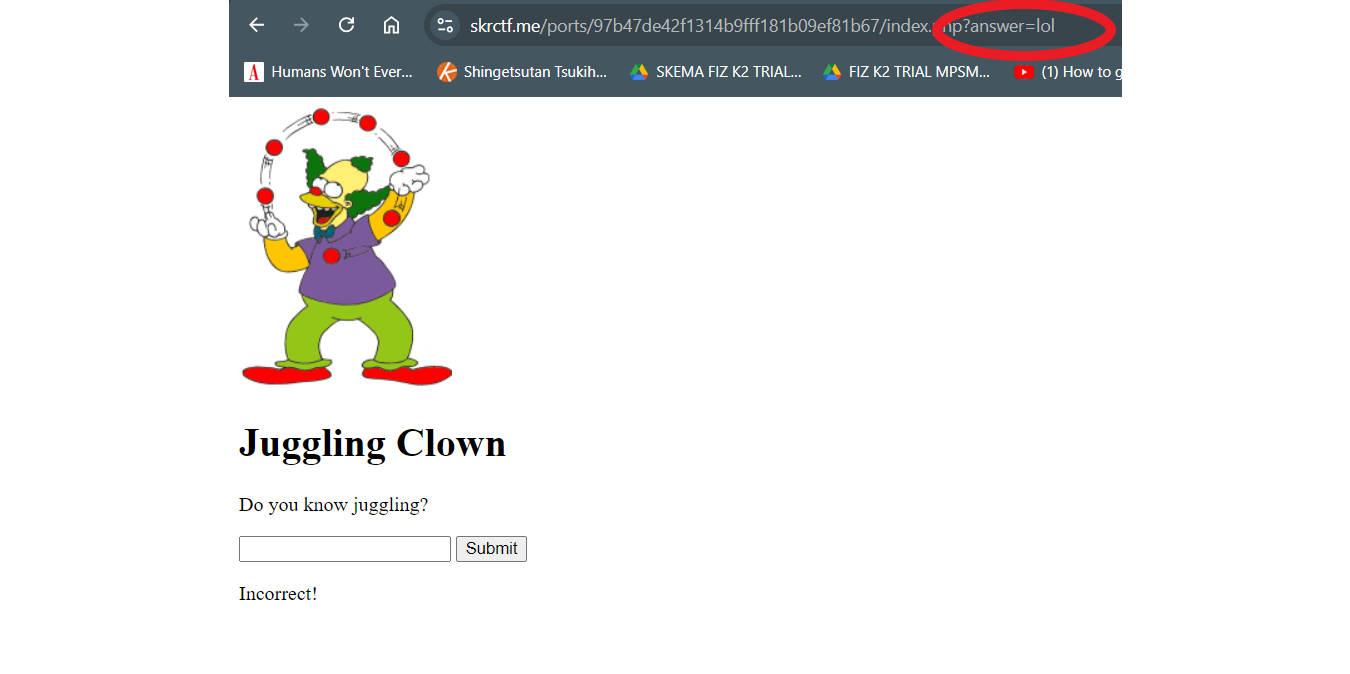 skrctf.me/ports/97b47de42f1314b9fff181b09ef81b67/index.php?answer=lol
Humans Won't Ever...
Shingetsutan Tsukih...
SKEMA FIZ K2 TRIAL...
FIZ K2 TRIAL MPSM...
(1) How to g
Juggling Clown
Do you know juggling?
Submit
Incorrect!